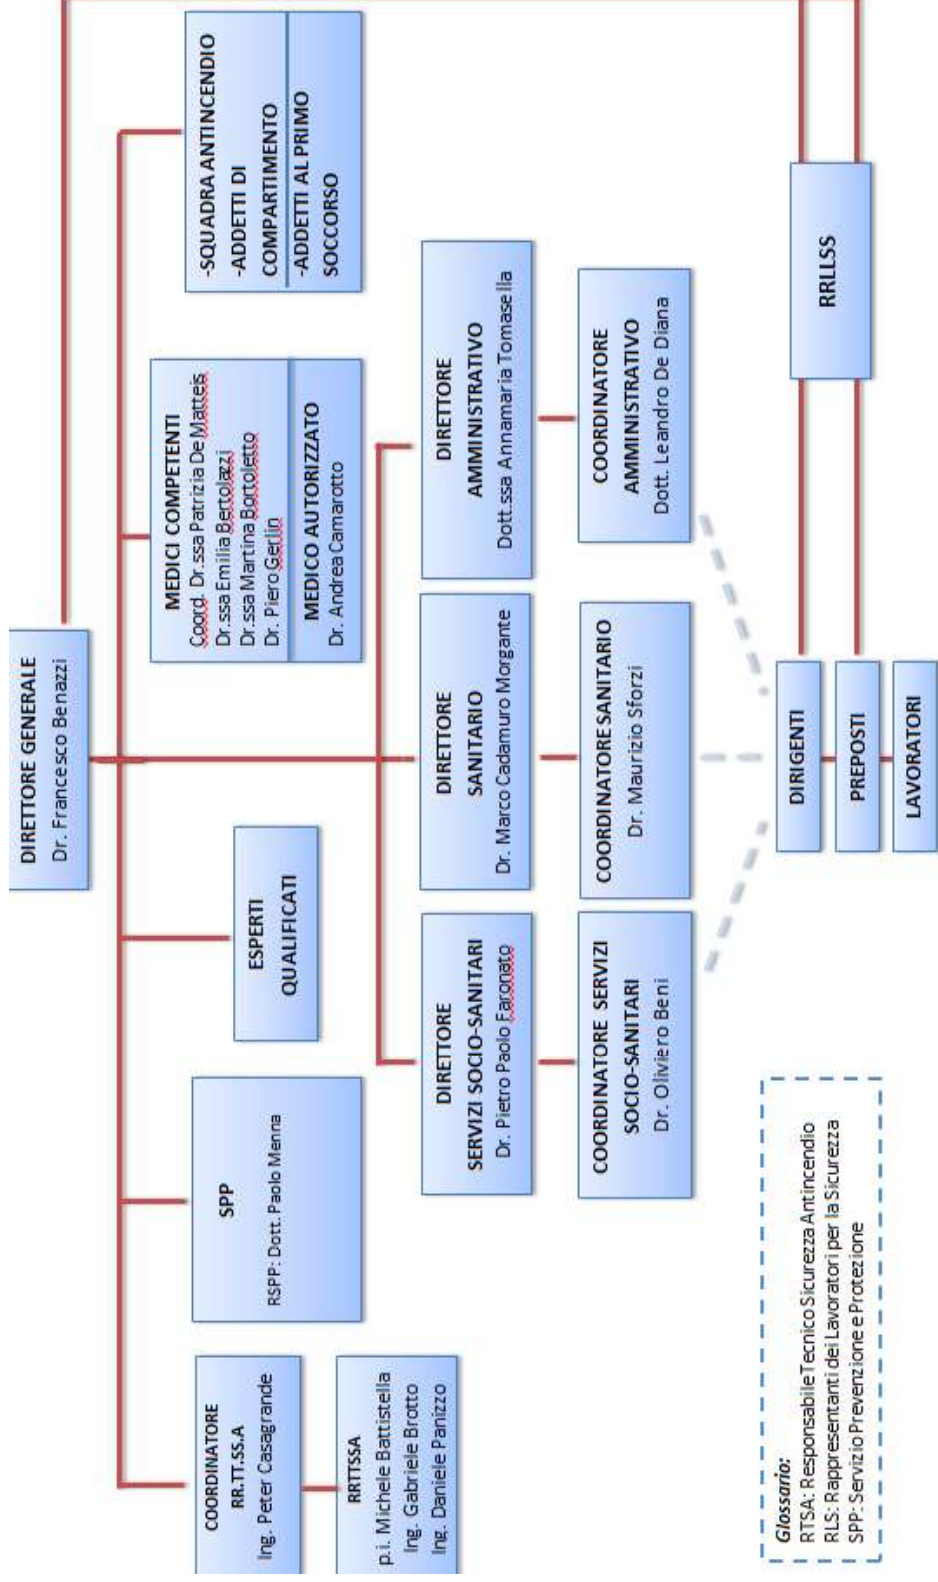 DIRETTORE GENERALE
Dr. Francesco Benazzi
COORDINATORE
RR.TT.SS.A
Ing. Peter Casagrande
RRTTSSA
p.i. Michele Battistella
Ing. Gabriele Brotto
Ing. Daniele Panizzo
SPP
RSPP: Dott. Paolo Menna
ESPERTI
QUALIFICATI
MEDICI COMPETENTI
Coord. Dr.ssa Patrizia De Matteis
Dr.ssa Emilia Bertolazzi
Dr.ssa Martina Bortoletto
Dr. Piero Gerlin
MEDICO AUTORIZZATO
Dr. Andrea Camarotto
-SQUADRA ANTINCENDIO
-ADDETTI DI
COMPARTIMENTO
-ADDETTI AL PRIMO
SOCCORSO
DIRETTORE
SERVIZI SOCIO-SANITARI
Dr. Pietro Paolo Faronato
DIRETTORE
SANITARIO
Dr. Marco Cadamuro Morgante
DIRETTORE
AMMINISTRATIVO
Dott.ssa Annamaria Tomasella
COORDINATORE SERVIZI
SOCIO-SANITARI
Dr. Oliviero Beni
COORDINATORE SANITARIO
Dr. Maurizio Sforzi
COORDINATORE
AMMINISTRATIVO
Dott. Leandro De Diana
DIRIGENTI
PREPOSTI
LAVORATORI
RRLLSS
Glossario:
RTSA: Responsabile Tecnico Sicurezza Antincendio
RLS: Rappresentanti dei Lavoratori per la Sicurezza
SPP: Servizio Prevenzione e Protezione